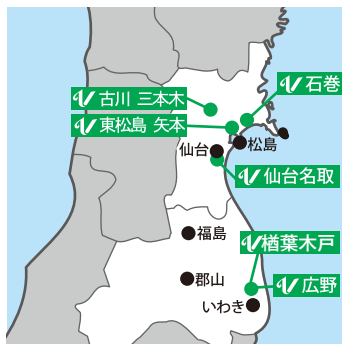 石巻
古川 三本木
東松島 矢本
仙台
松島
仙台名取
福島
楢葉木戸
郡山
広野
いわき